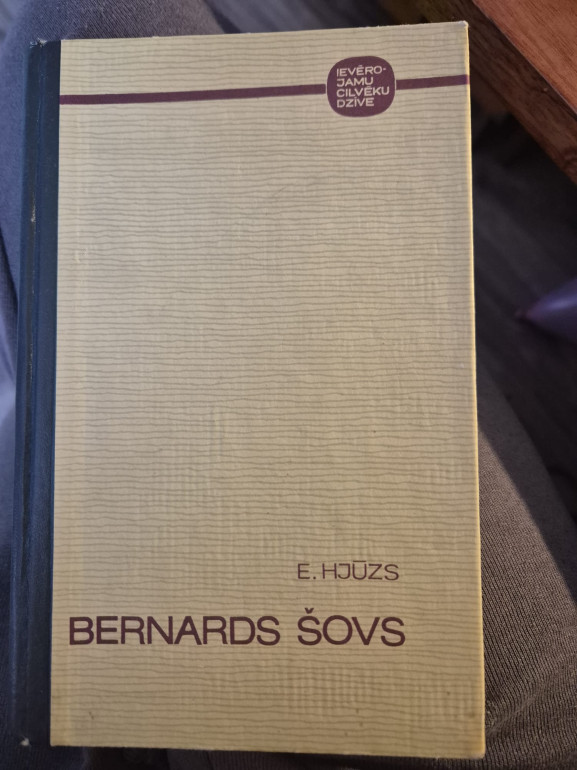 IEVĒRO-
JAMU
CILVĒKU
DZĪVE
E. HJŪZS
BERNARDS ŠOVS